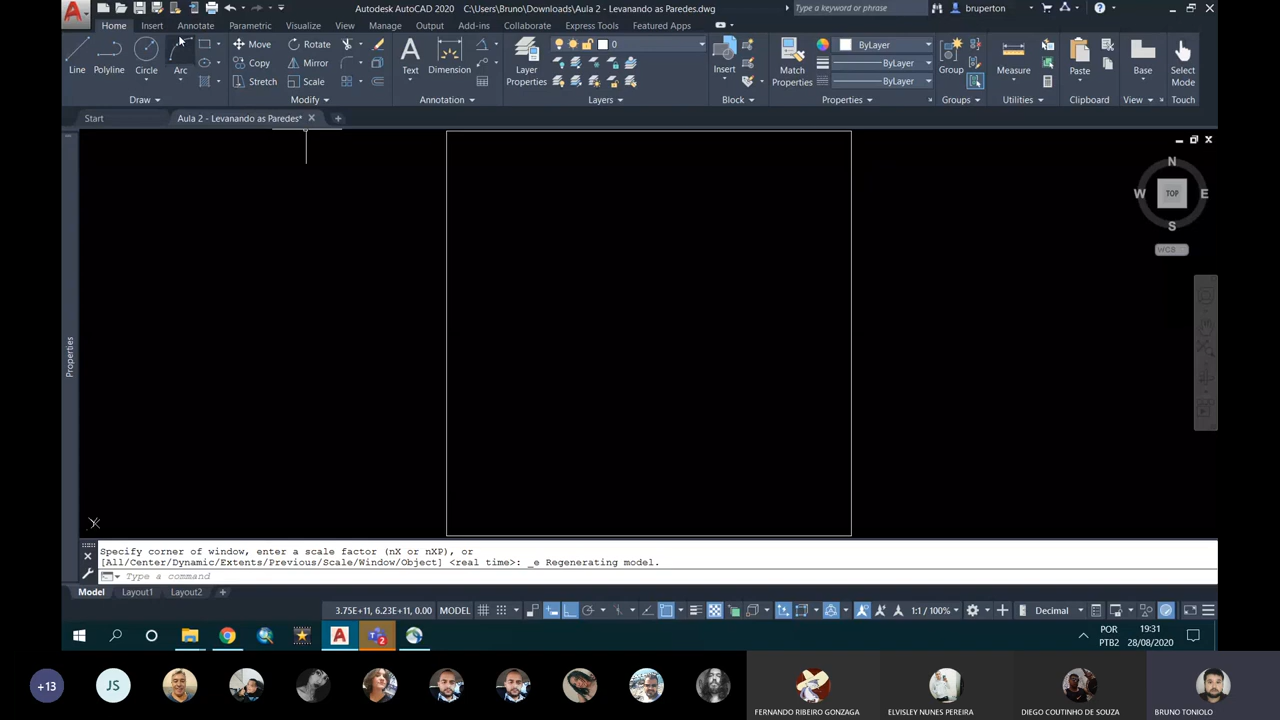 Autodesk AutoCAD 2020 C:\Users\Bruno\Downloads\Aula 2 - Levanando as Paredes.dwg
Type a keyword or phrase
bruperton
Home Insert Annotate Parametric Visualize View Manage Output Add-ins Collaborate Express Tools Featured Apps
Line Polyline Circle Arc
Move Rotate
Copy Mirror
Stretch Scale
Text Dimension
Layer Properties
0
Insert
Match Properties
ByLayer
ByLayer
ByLayer
Group
Measure
Paste
Base
Select Mode
Draw Modify Annotation Layers Block Properties Groups Utilities Clipboard View Touch
Start Aula 2 - Levanando as Paredes*
N
W TOP E
S
WCS
Properties
Y
X
Specify corner of window, enter a scale factor (nX or nXP), or
[All/Center/Dynamic/Extents/Previous/Scale/Window/Object] <real time>: _e Regenerating model.
Type a command
Model Layout1 Layout2
3.75E+11, 6.23E+11, 0.00 MODEL 1:1 / 100% Decimal
2
POR
PTB2
19:31
28/08/2020
+13
JS
FERNANDO RIBEIRO GONZAGA
ELVISLEY NUNES PEREIRA
DIEGO COUTINHO DE SOUZA
BRUNO TONIOLO